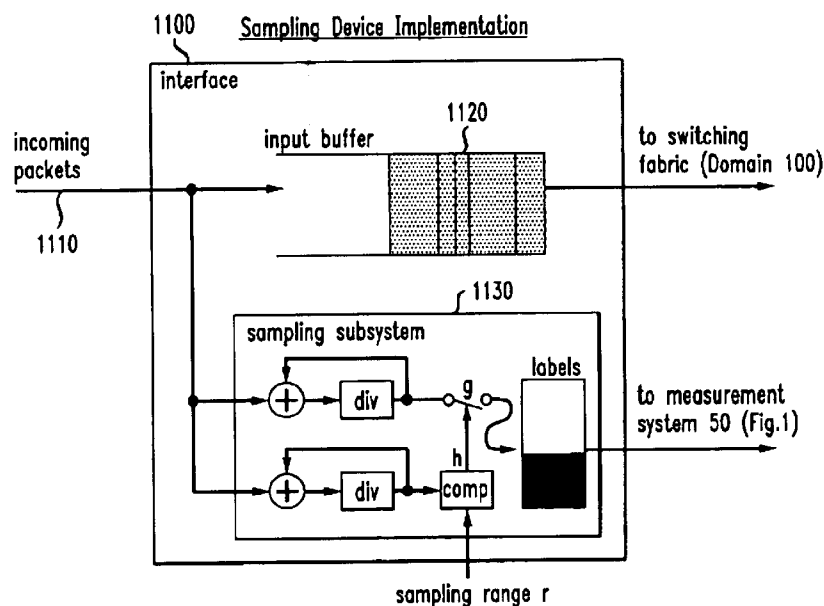 1100
Sampling Device Implementation
interface
incoming
packets
1110
input buffer
1120
to switching
fabric (Domain 100)
1130
sampling subsystem
labels
+
div
g
to measurement
system 50 (Fig.1)
h
+
div
comp
sampling range r